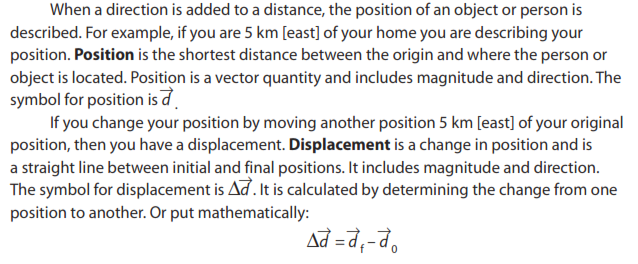 When a direction is added to a distance, the position of an object or person is
described. For example, if you are 5 km [east] of your home you are describing your
position. Position is the shortest distance between the origin and where the person or
object is located. Position is a vector quantity and includes magnitude and direction. The
symbol for position is d⃗.
If you change your position by moving another position 5 km [east] of your original
position, then you have a displacement. Displacement is a change in position and is
a straight line between initial and final positions. It includes magnitude and direction.
The symbol for displacement is Δd⃗. It is calculated by determining the change from one
position to another. Or put mathematically:
Δd⃗ = d⃗f - d⃗0